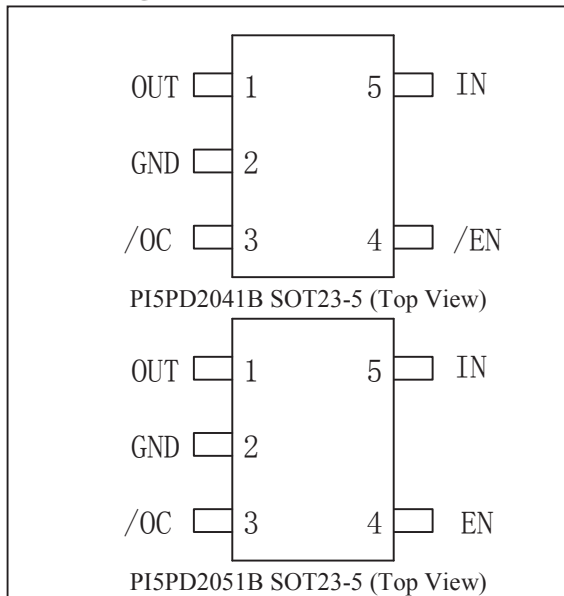 OUT 1 5 IN
GND 2
/OC 3 4 /EN
PI5PD2041B SOT23-5 (Top View)
OUT 1 5 IN
GND 2
/OC 3 4 EN
PI5PD2051B SOT23-5 (Top View)